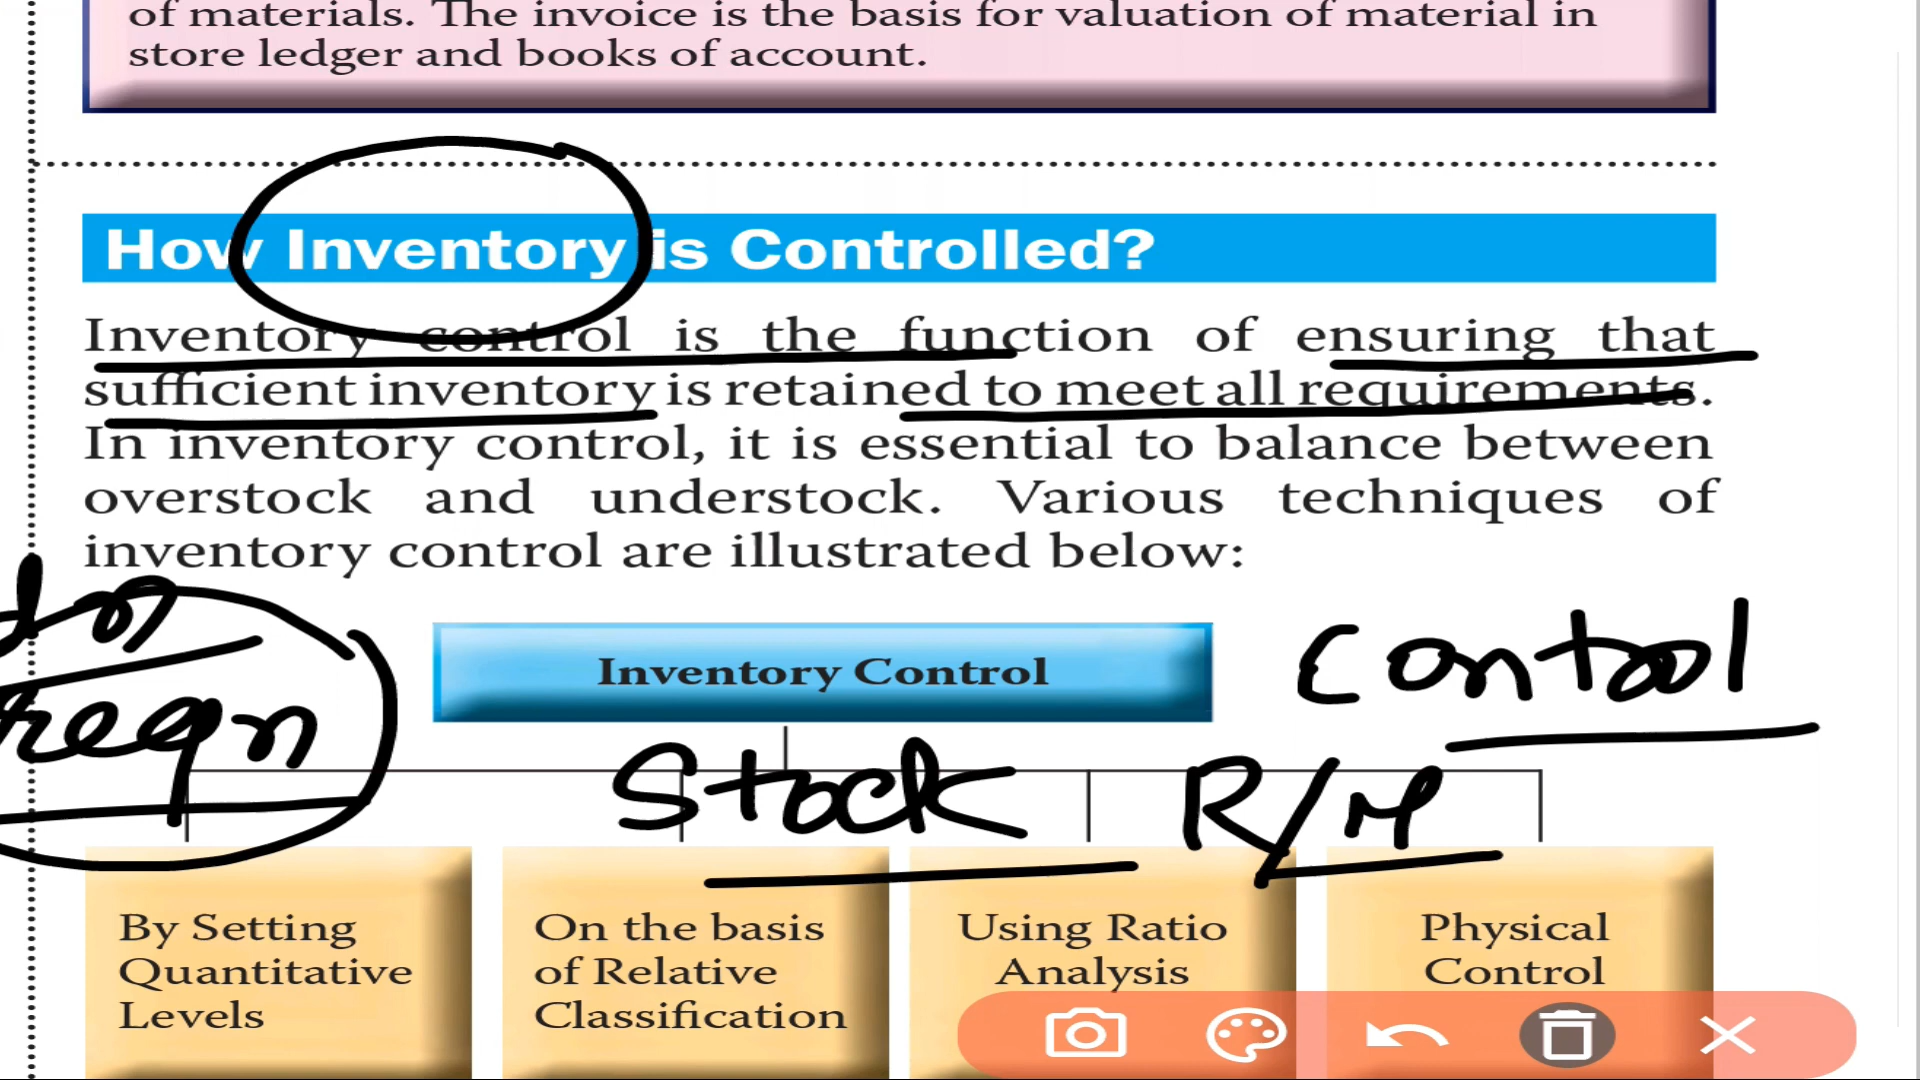 of materials. The invoice is the basis for valuation of material in
store ledger and books of account.
How Inventory is Controlled?
Inventory control is the function of ensuring that
sufficient inventory is retained to meet all requirements.
In inventory control, it is essential to balance between
overstock and understock. Various techniques of
inventory control are illustrated below:
Inventory Control
Control
Stock
R/M
By Setting
Quantitative
Levels
On the basis
of Relative
Classification
Using Ratio
Analysis
Physical
Control